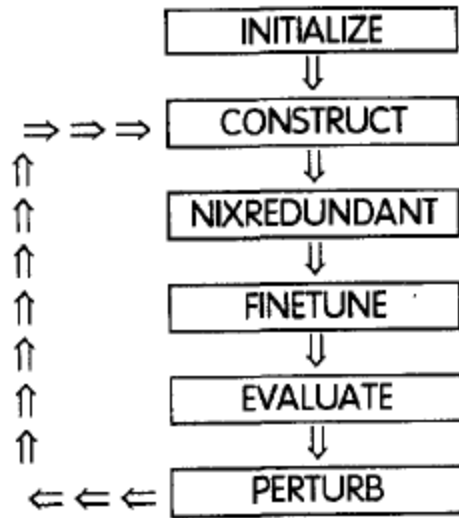 INITIALIZE
CONSTRUCT
NIXREDUNDANT
FINETUNE
EVALUATE
PERTURB